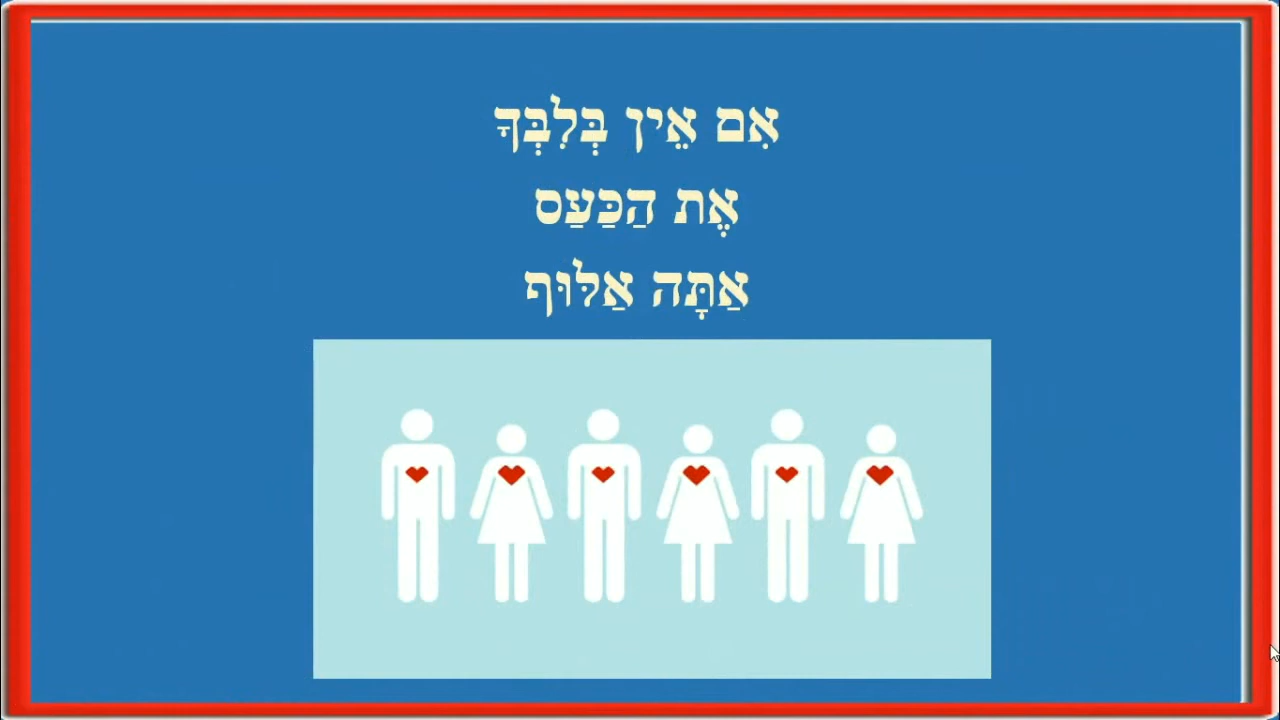 אִם אֵין בְּלִבְּךָ
אֶת הַכַּעַס
אַתָּה אַלּוּף